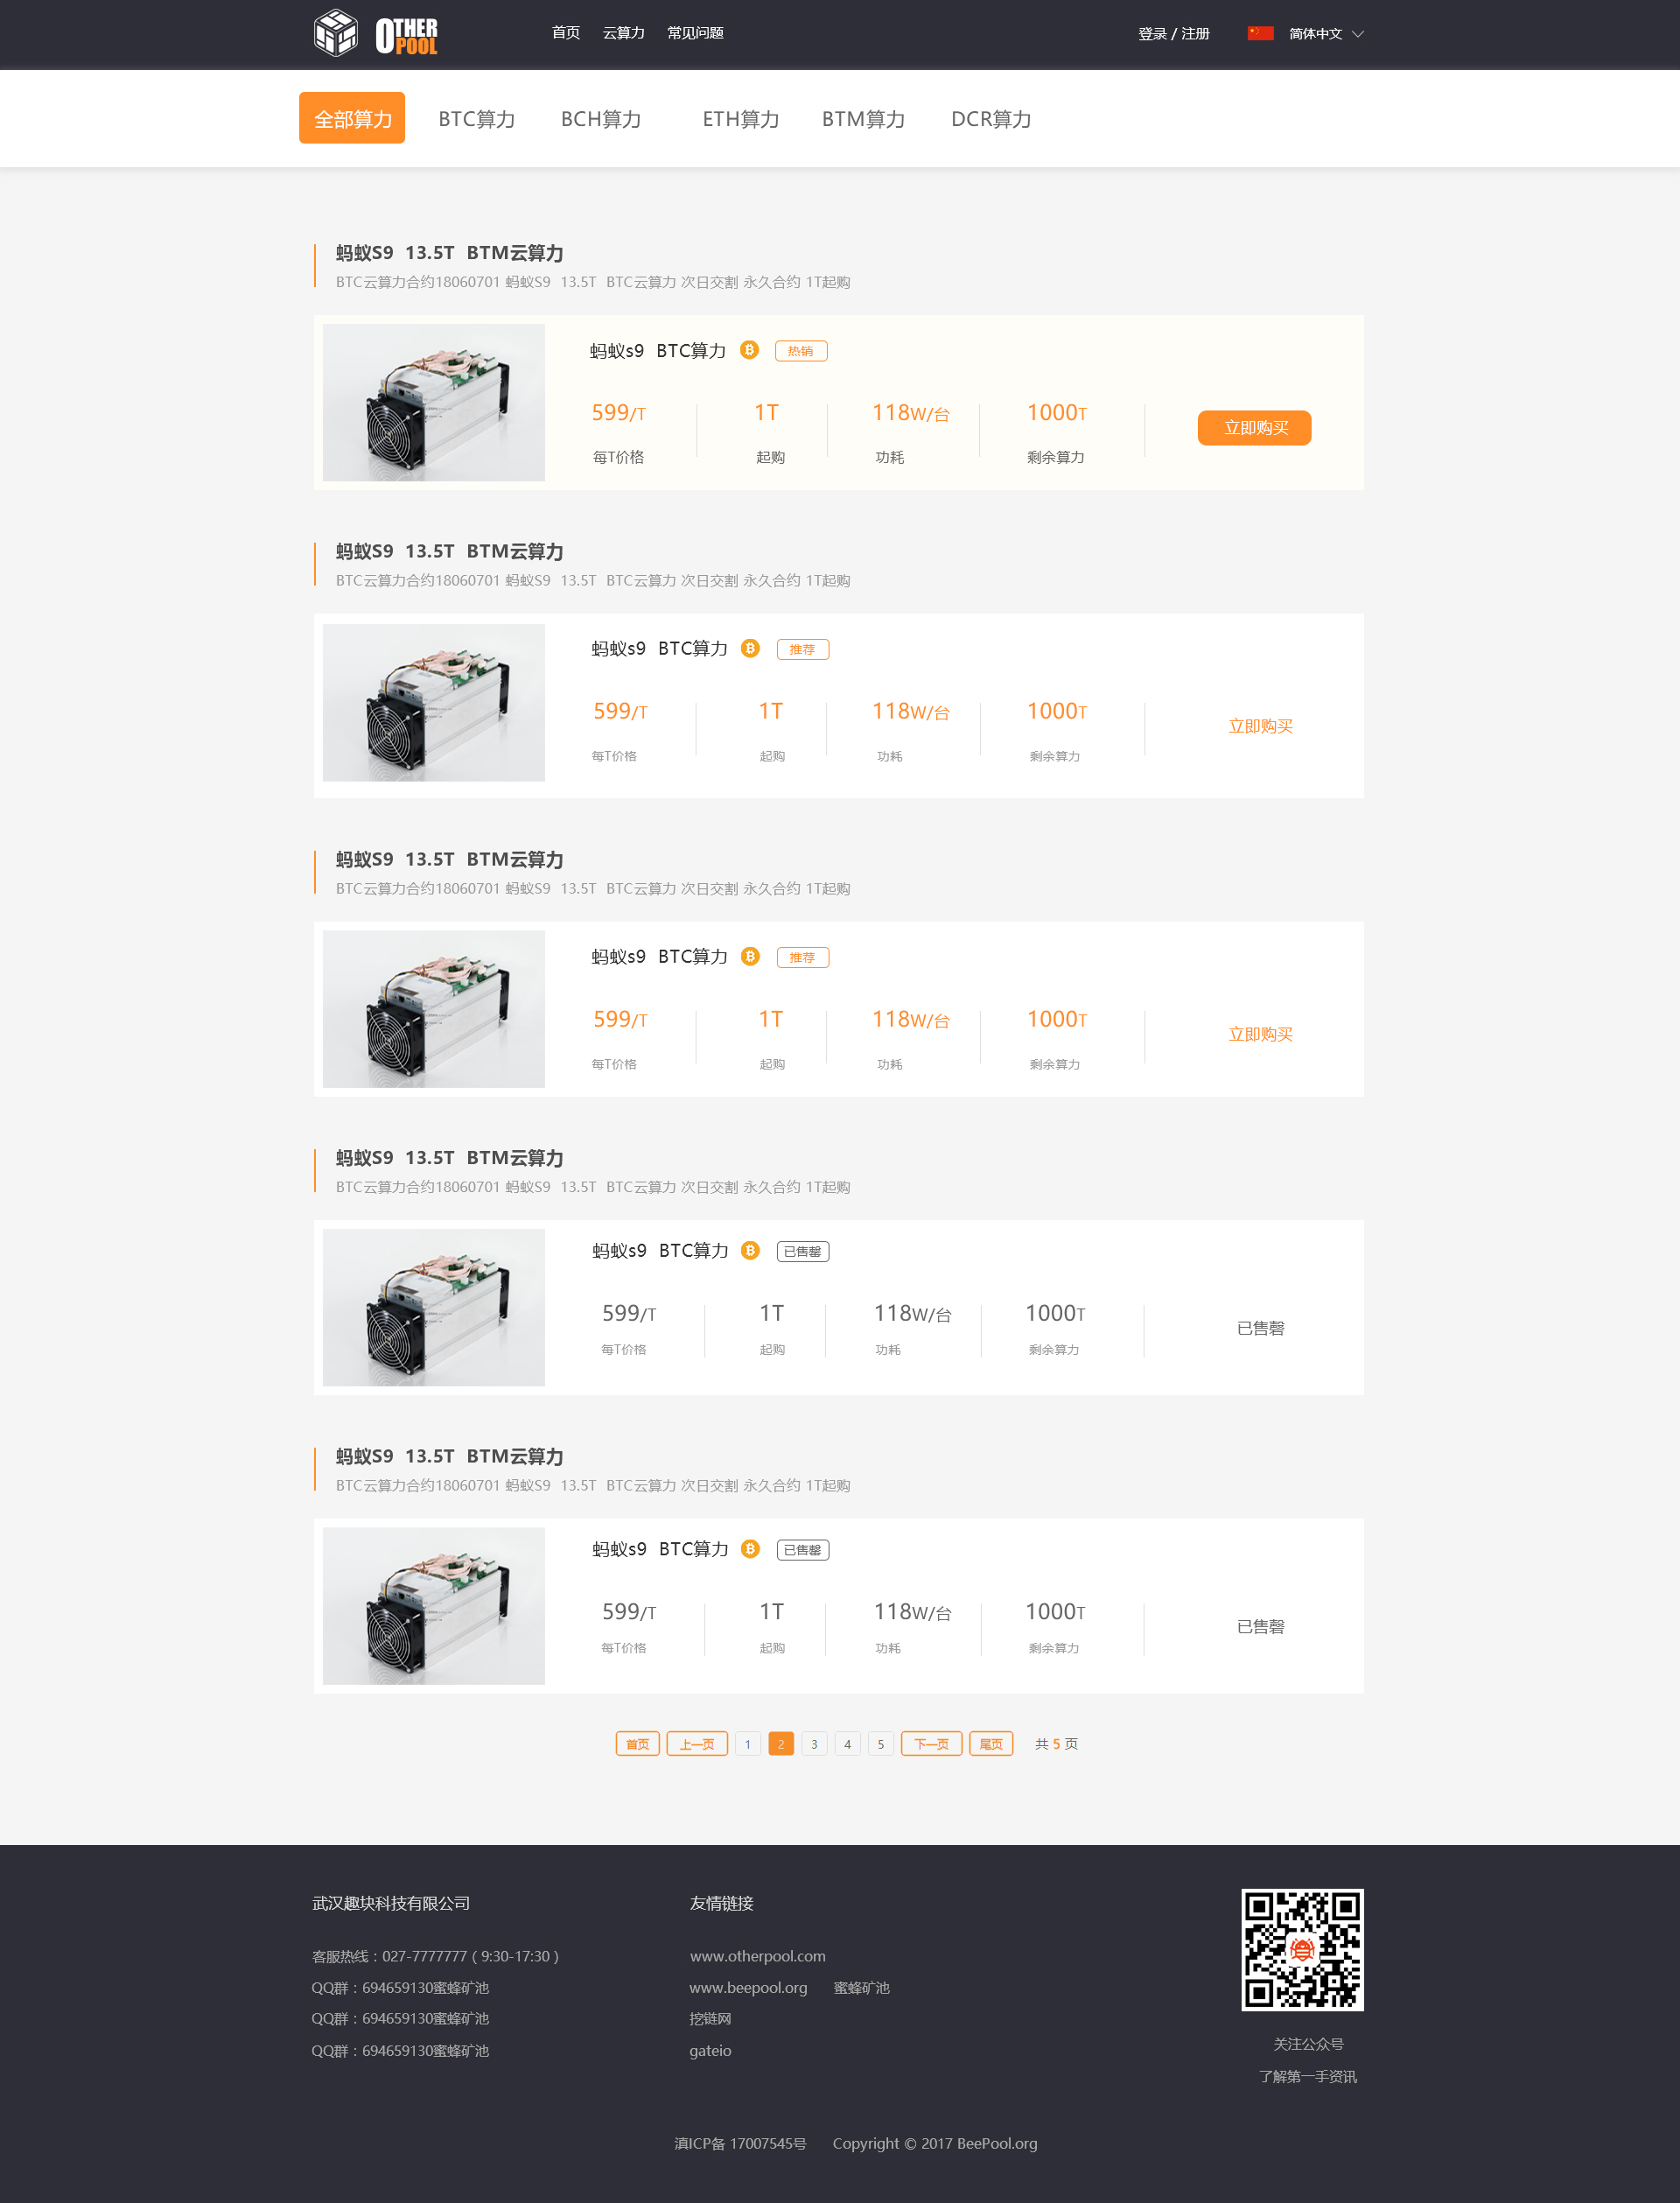 OTHER POOL 首页 云算力 常见问题 登录 / 注册 简体中文
全部算力 BTC算力 BCH算力 ETH算力 BTM算力 DCR算力
蚂蚁S9 13.5T BTM云算力
BTC云算力合约18060701 蚂蚁S9 13.5T BTC云算力 次日交割 永久合约 1T起购
蚂蚁s9 BTC算力 热销
599/T 1T 118W/台 1000T
立即购买
每T价格 起购 功耗 剩余算力
蚂蚁S9 13.5T BTM云算力
BTC云算力合约18060701 蚂蚁S9 13.5T BTC云算力 次日交割 永久合约 1T起购
蚂蚁s9 BTC算力 推荐
599/T 1T 118W/台 1000T
立即购买
每T价格 起购 功耗 剩余算力
蚂蚁S9 13.5T BTM云算力
BTC云算力合约18060701 蚂蚁S9 13.5T BTC云算力 次日交割 永久合约 1T起购
蚂蚁s9 BTC算力 推荐
599/T 1T 118W/台 1000T
立即购买
每T价格 起购 功耗 剩余算力
蚂蚁S9 13.5T BTM云算力
BTC云算力合约18060701 蚂蚁S9 13.5T BTC云算力 次日交割 永久合约 1T起购
蚂蚁s9 BTC算力 已售罄
599/T 1T 118W/台 1000T
已售罄
每T价格 起购 功耗 剩余算力
蚂蚁S9 13.5T BTM云算力
BTC云算力合约18060701 蚂蚁S9 13.5T BTC云算力 次日交割 永久合约 1T起购
蚂蚁s9 BTC算力 已售罄
599/T 1T 118W/台 1000T
已售罄
每T价格 起购 功耗 剩余算力
首页 上一页 1 2 3 4 5 下一页 尾页 共 5 页
武汉趣块科技有限公司
客服热线：027-7777777（9:30-17:30）
QQ群：694659130蜜蜂矿池
QQ群：694659130蜜蜂矿池
QQ群：694659130蜜蜂矿池
友情链接
www.otherpool.com
www.beepool.org 蜜蜂矿池
挖链网
gateio
关注公众号
了解第一手资讯
滇ICP备 17007545号 Copyright © 2017 BeePool.org